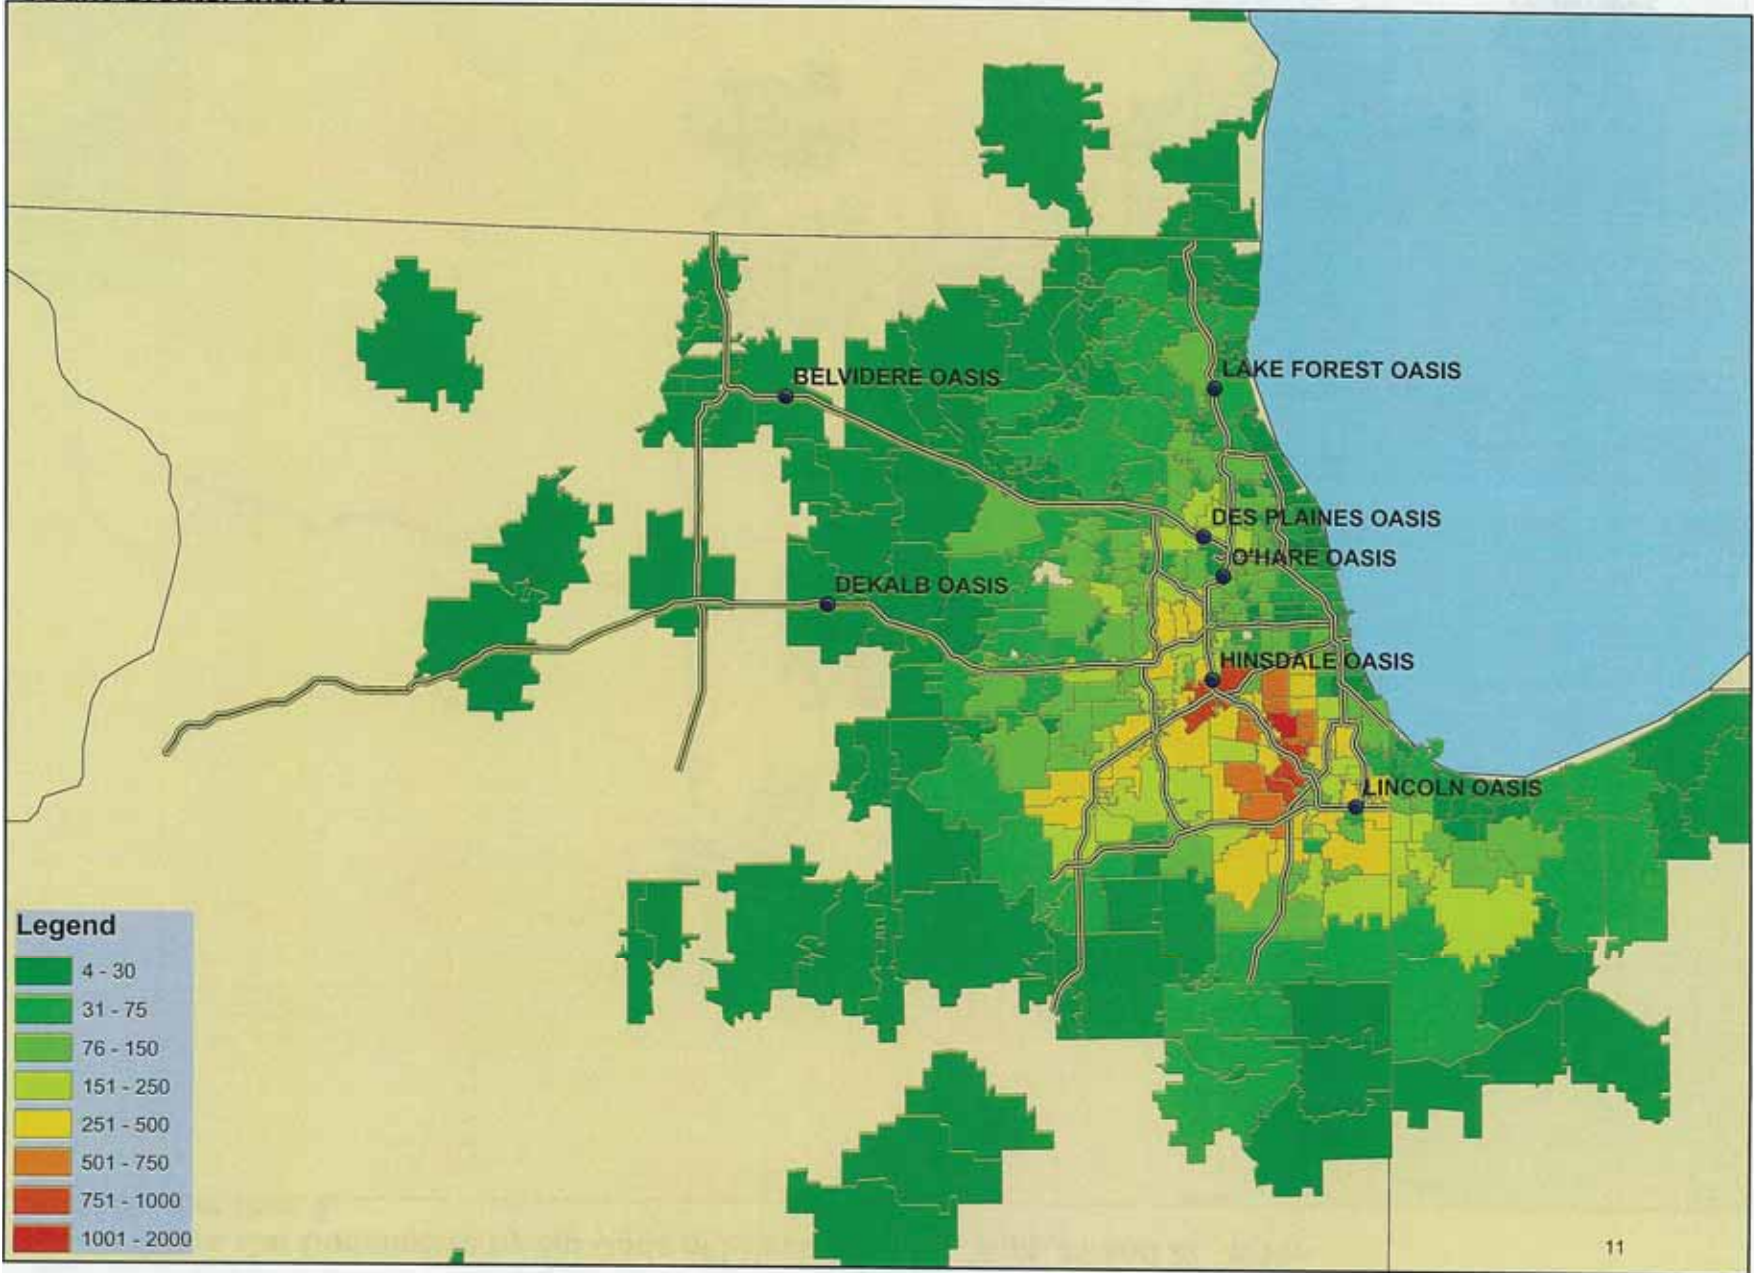 BELVIDERE OASIS
LAKE FOREST OASIS
DES PLAINES OASIS
O'HARE OASIS
DEKALB OASIS
HINSDALE OASIS
LINCOLN OASIS
Legend
4 - 30
31 - 75
76 - 150
151 - 250
251 - 500
501 - 750
751 - 1000
1001 - 2000
11